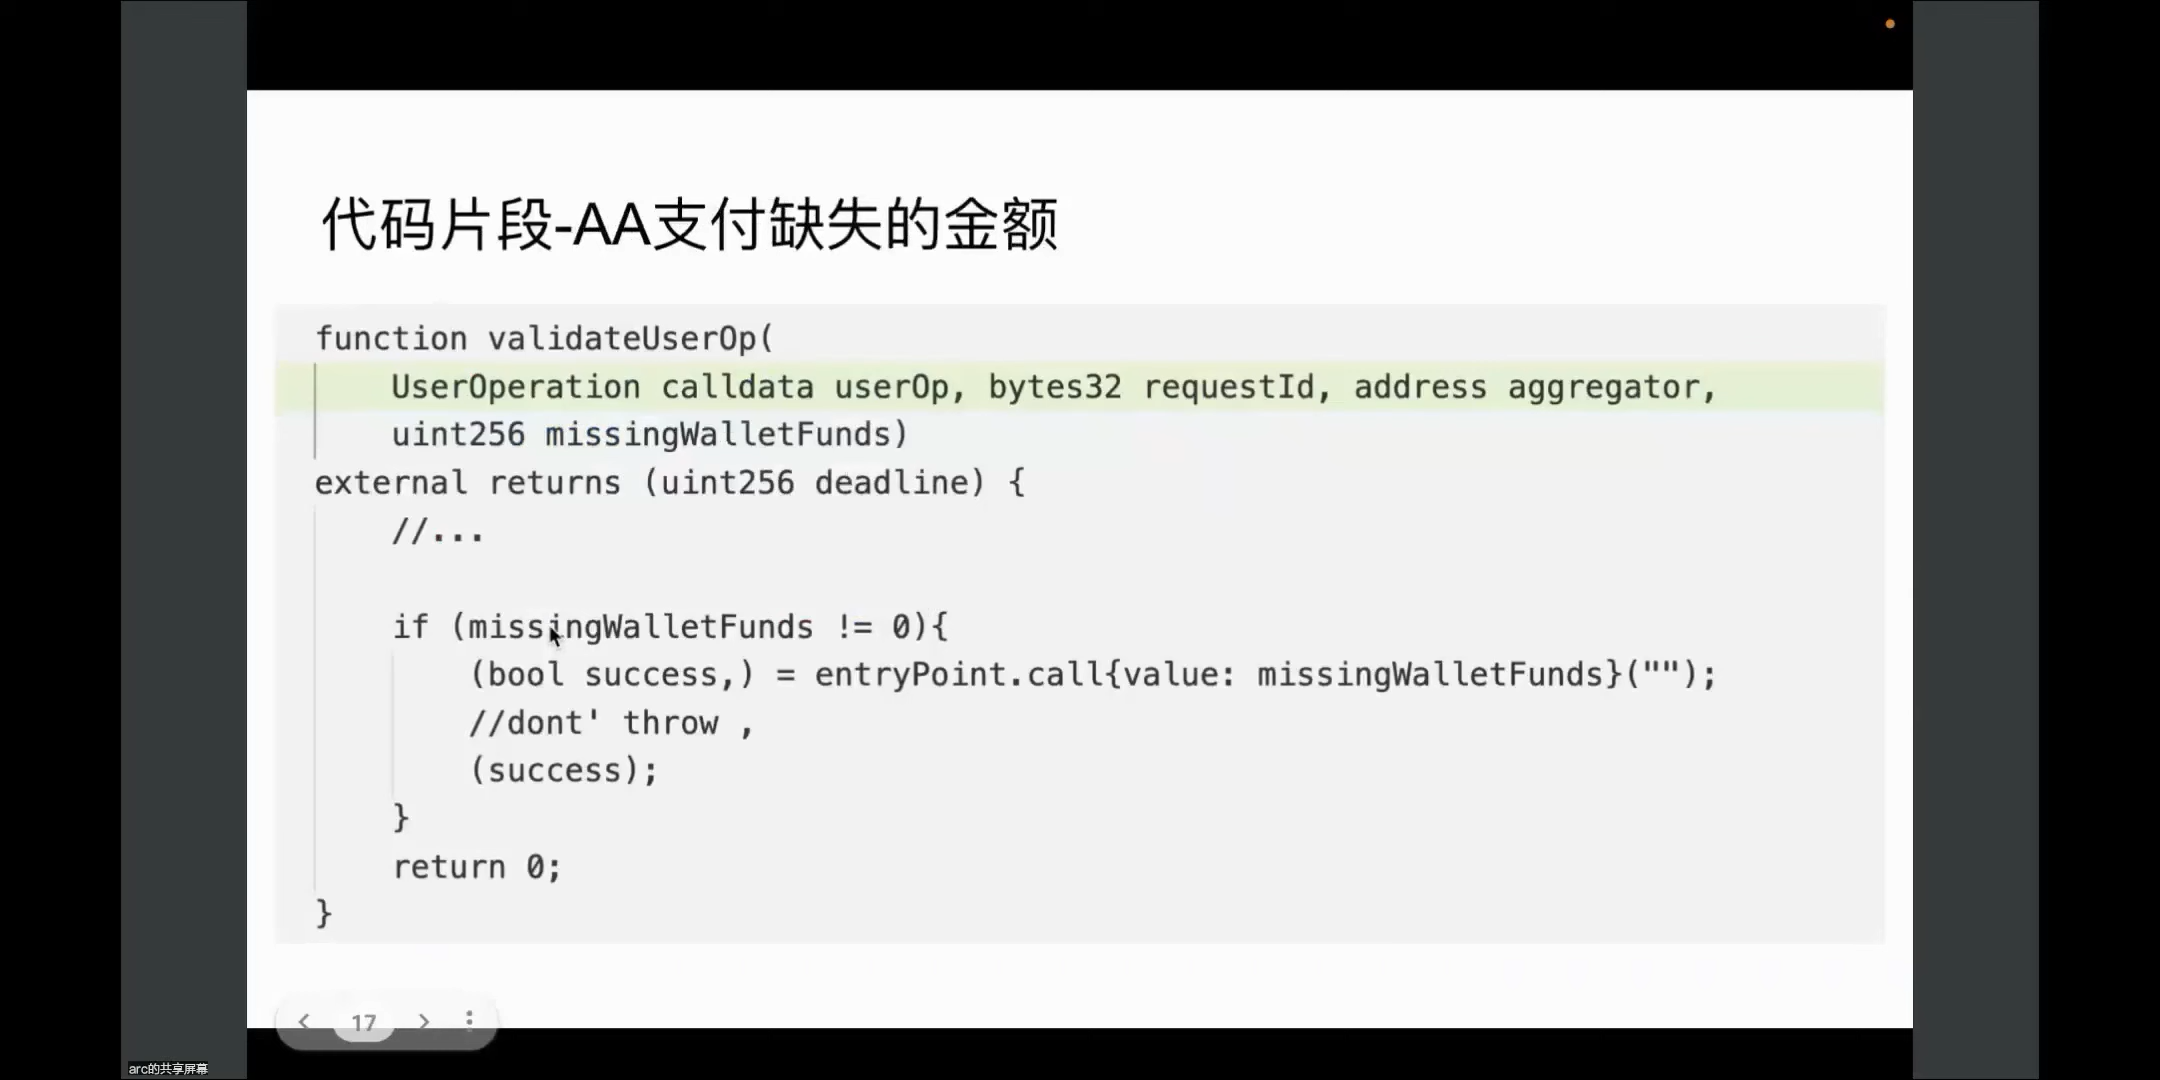 代码片段-AA支付缺失的金额
function validateUserOp(
UserOperation calldata userOp, bytes32 requestId, address aggregator,
uint256 missingWalletFunds)
external returns (uint256 deadline) {
//...
if (missingWalletFunds != 0){
(bool success,) = entryPoint.call{value: missingWalletFunds}("");
//dont' throw ,
(success);
}
return 0;
}
17
arc的共享屏幕